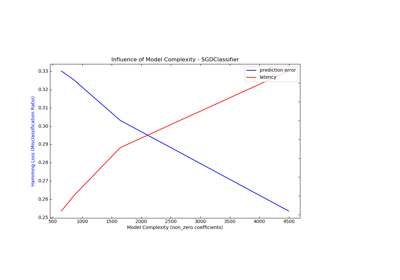 Influence of Model Complexity - SGDClassifier
prediction error
latency
0.33
0.32
0.31
0.30
0.29
0.28
0.27
0.26
0.25
Hamming Loss (Misclassification Ratio)
500 1000 1500 2000 2500 3000 3500 4000 4500
Model Complexity (non_zero coefficients)